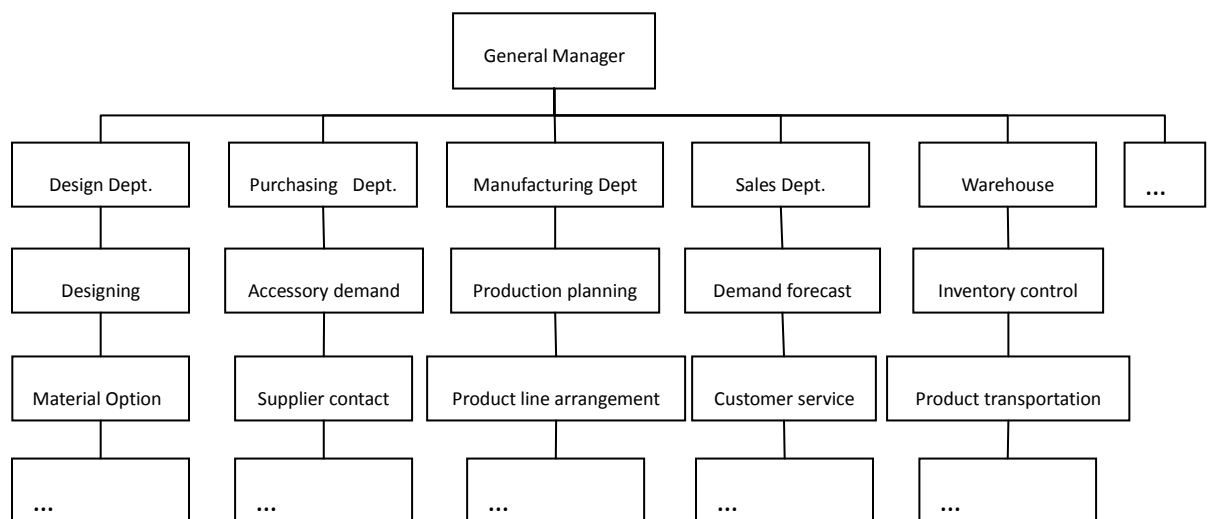 General Manager
Design Dept.
Purchasing Dept.
Manufacturing Dept
Sales Dept.
Warehouse
...
Designing
Accessory demand
Production planning
Demand forecast
Inventory control
Material Option
Supplier contact
Product line arrangement
Customer service
Product transportation
...
...
...
...
...